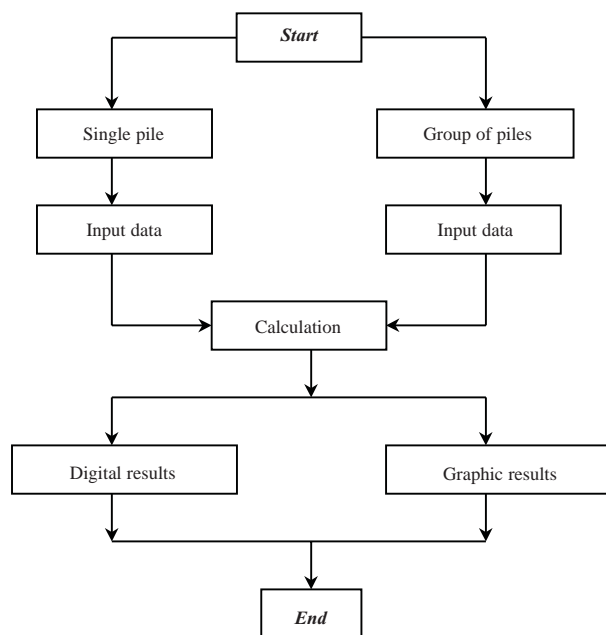 Start
Single pile
Group of piles
Input data
Input data
Calculation
Digital results
Graphic results
End